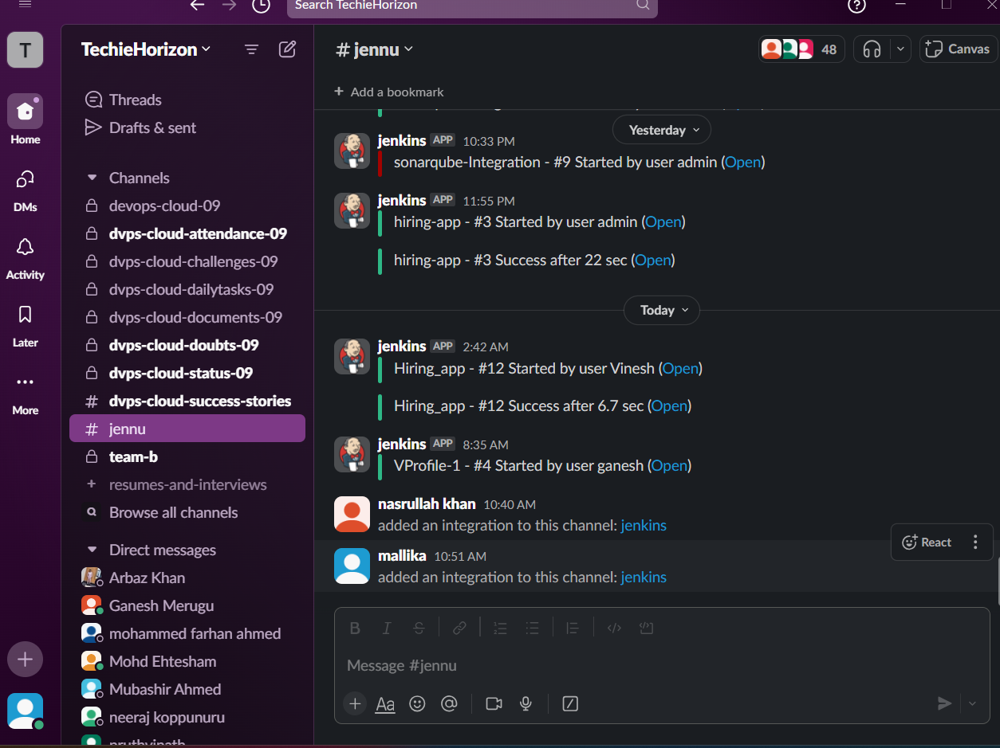 Search TechieHorizon
T
TechieHorizon
Home
DMs
Activity
Later
More
Threads
Drafts & sent
Channels
devops-cloud-09
dvps-cloud-attendance-09
dvps-cloud-challenges-09
dvps-cloud-dailytasks-09
dvps-cloud-documents-09
dvps-cloud-doubts-09
dvps-cloud-status-09
# dvps-cloud-success-stories
# jennu
team-b
+ resumes-and-interviews
Browse all channels
Direct messages
Arbaz Khan
Ganesh Merugu
mohammed farhan ahmed
Mohd Ehtesham
Mubashir Ahmed
neeraj koppunuru
# jennu
48
Canvas
+ Add a bookmark
Yesterday
jenkins APP 10:33 PM
sonarqube-Integration - #9 Started by user admin (Open)
jenkins APP 11:55 PM
hiring-app - #3 Started by user admin (Open)
hiring-app - #3 Success after 22 sec (Open)
Today
jenkins APP 2:42 AM
Hiring_app - #12 Started by user Vinesh (Open)
Hiring_app - #12 Success after 6.7 sec (Open)
jenkins APP 8:35 AM
VProfile-1 - #4 Started by user ganesh (Open)
nasrullah khan 10:40 AM
added an integration to this channel: jenkins
React
mallika 10:51 AM
added an integration to this channel: jenkins
B I S
Message #jennu
+ Aa @